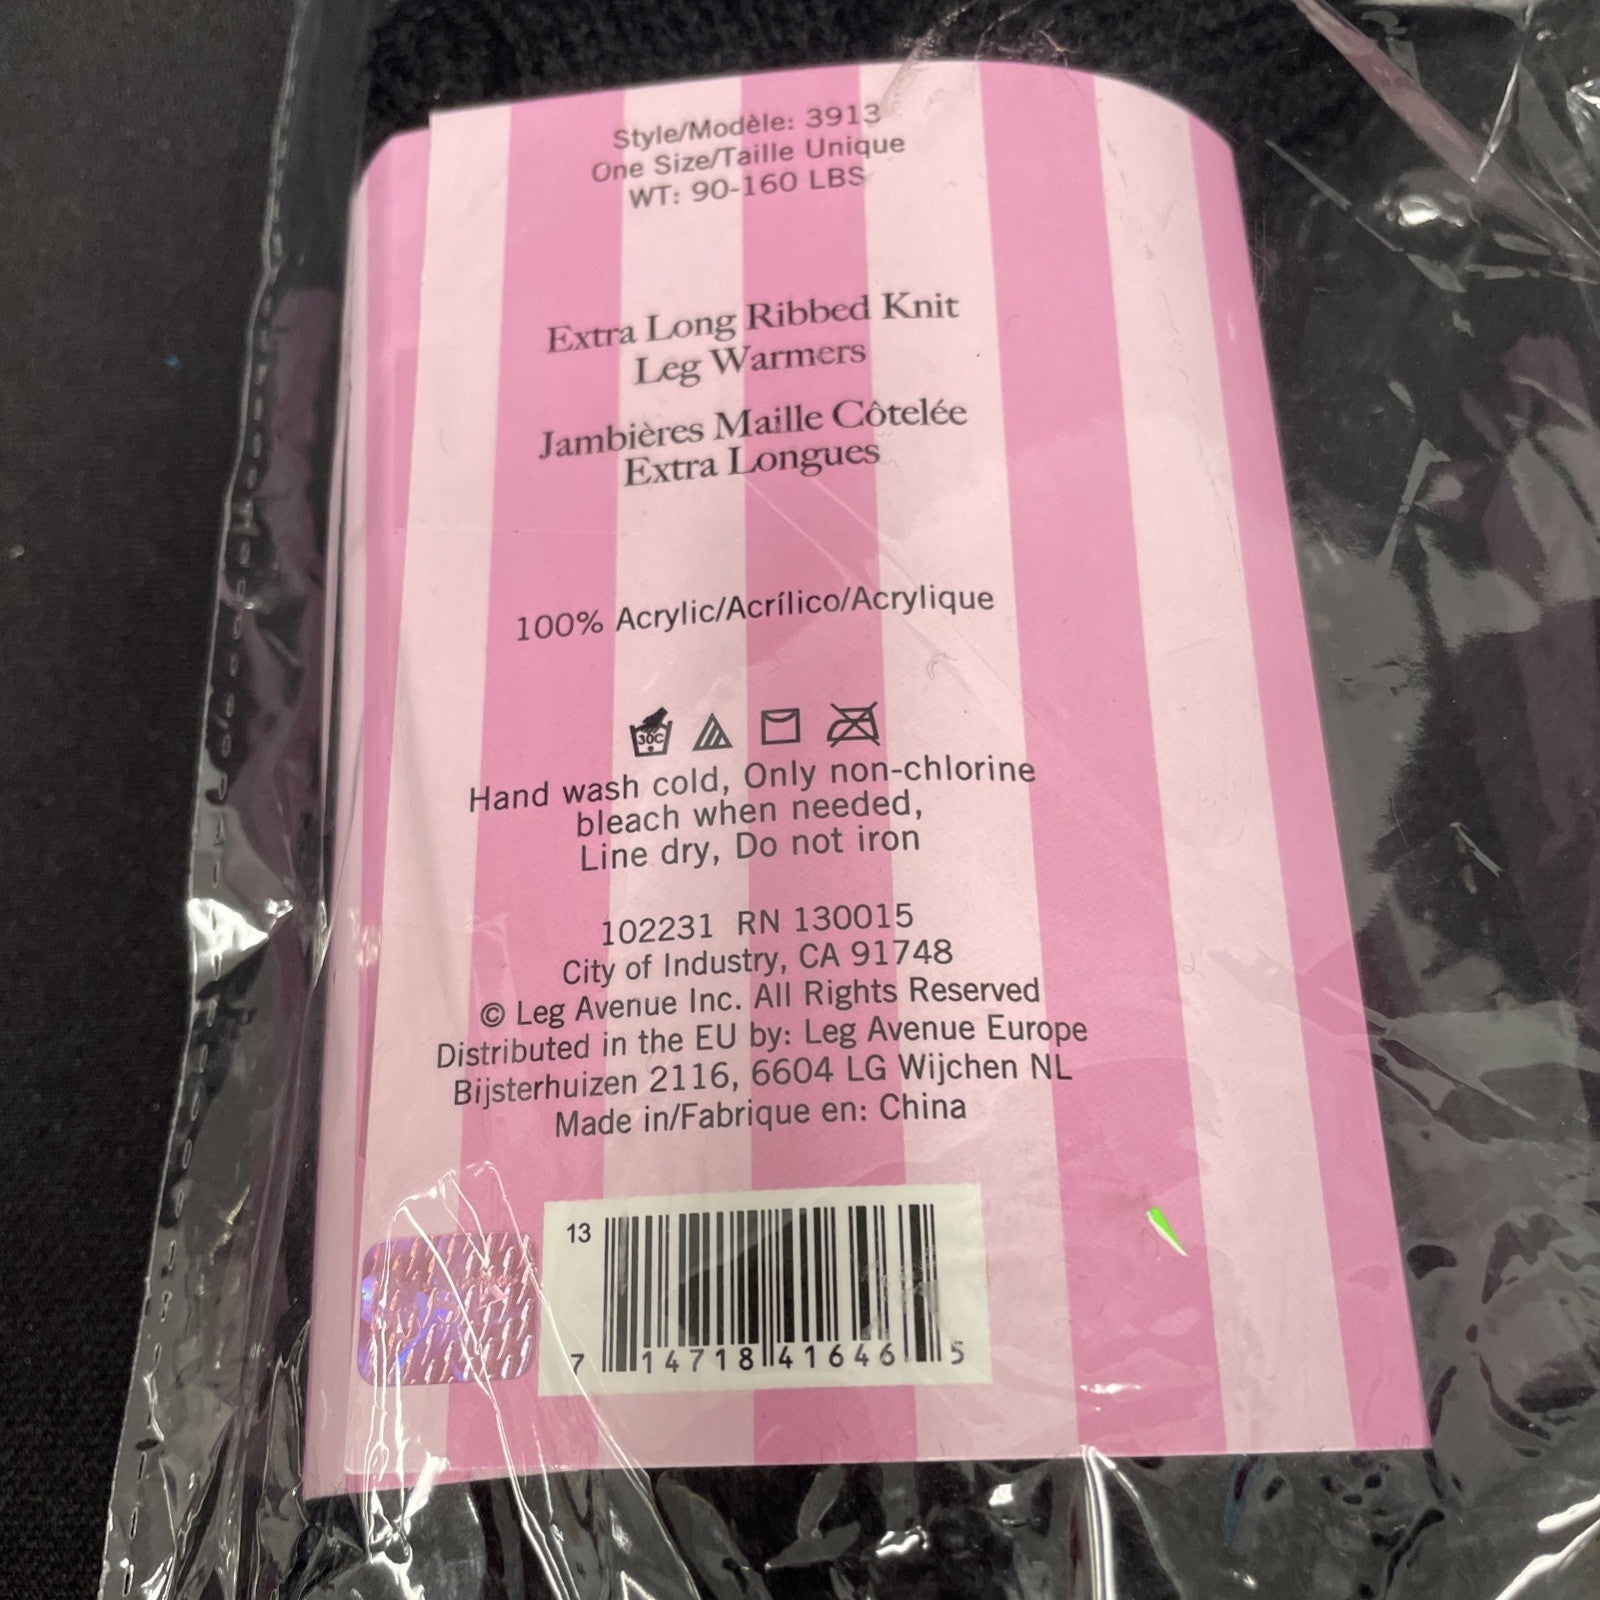 Style/Modèle: 3913
One Size/Taille Unique
WT: 90-160 LBS
Extra Long Ribbed Knit
Leg Warmers
Jambières Maille Côtelée
Extra Longues
100% Acrylic/Acrílico/Acrylique
30C
Hand wash cold, Only non-chlorine
bleach when needed,
Line dry, Do not iron
102231 RN 130015
City of Industry, CA 91748
© Leg Avenue Inc. All Rights Reserved
Distributed in the EU by: Leg Avenue Europe
Bijsterhuizen 2116, 6604 LG Wijchen NL
Made in/Fabrique en: China
13
7 14718 41646 5